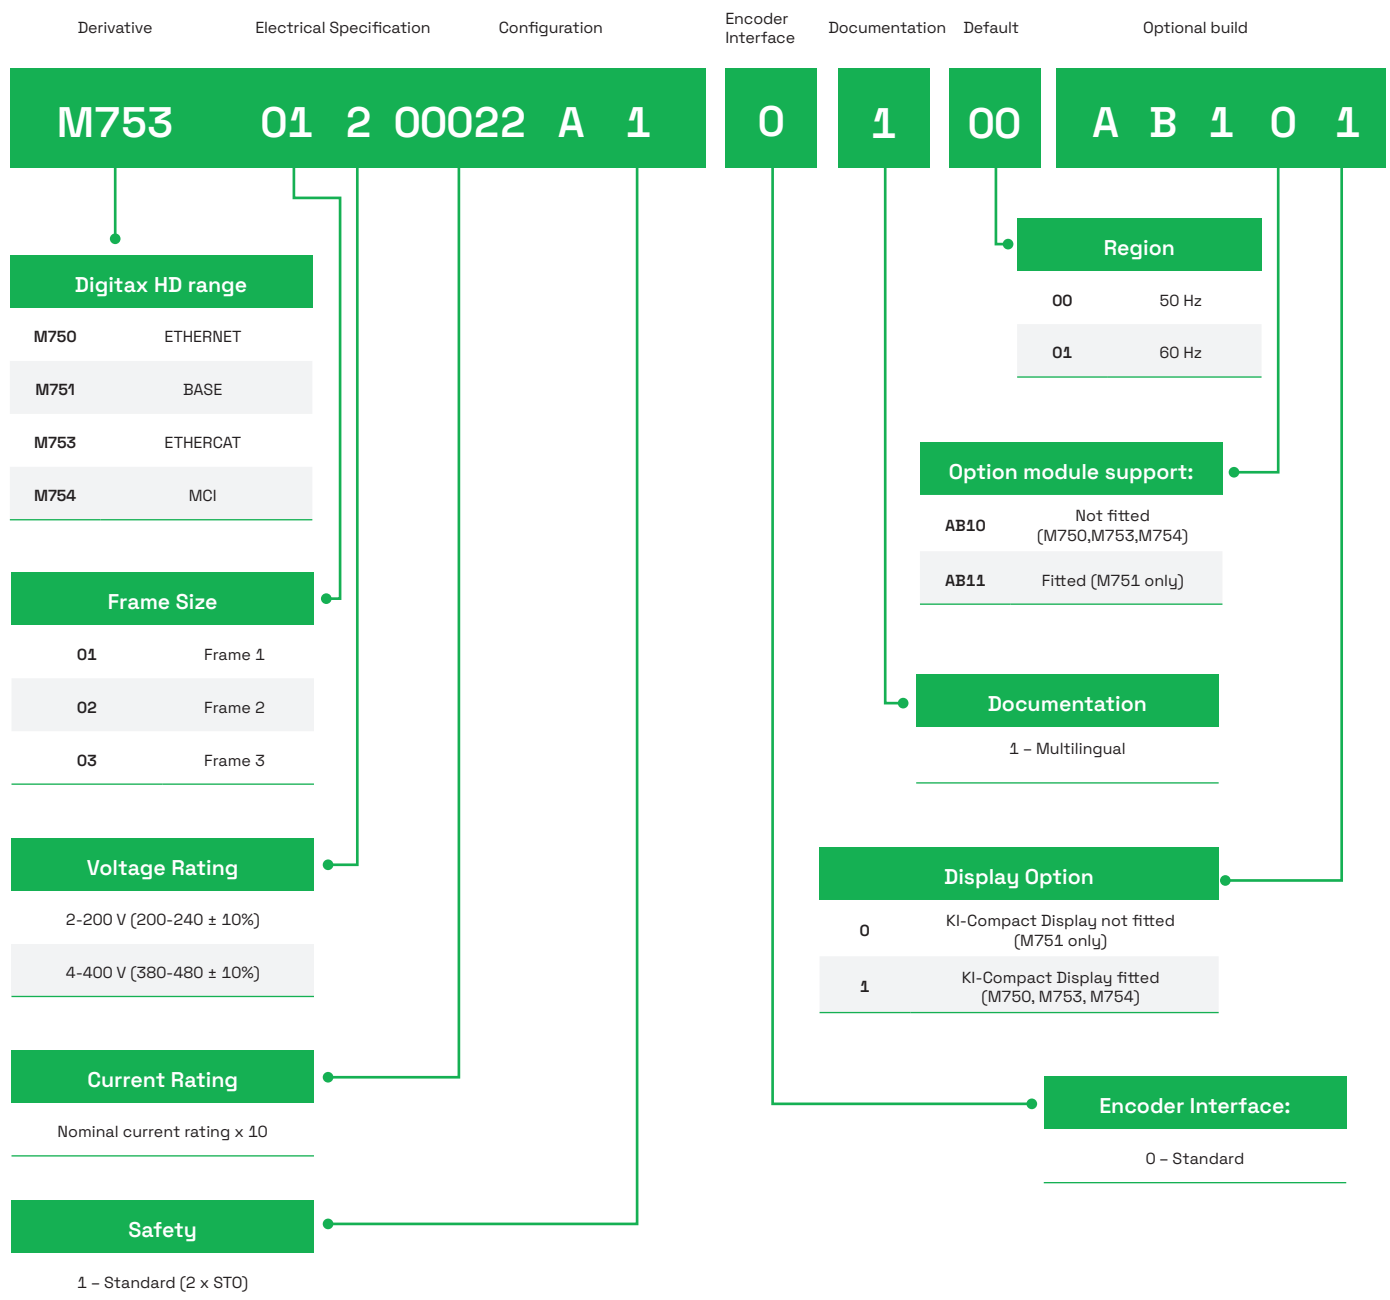 Derivative
Electrical Specification
Configuration
Encoder
Interface
Documentation
Default
Optional build
M753 01 2 00022 A 1 0 1 00 A B 1 0 1
Digitax HD range
M750 ETHERNET
M751 BASE
M753 ETHERCAT
M754 MCI
Frame Size
01 Frame 1
02 Frame 2
03 Frame 3
Voltage Rating
2-200 V (200-240 ± 10%)
4-400 V (380-480 ± 10%)
Current Rating
Nominal current rating x 10
Safety
1 – Standard (2 x STO)
Region
00 50 Hz
01 60 Hz
Option module support:
AB10 Not fitted
(M750,M753,M754)
AB11 Fitted (M751 only)
Documentation
1 – Multilingual
Display Option
0 KI-Compact Display not fitted
(M751 only)
1 KI-Compact Display fitted
(M750, M753, M754)
Encoder Interface:
0 – Standard